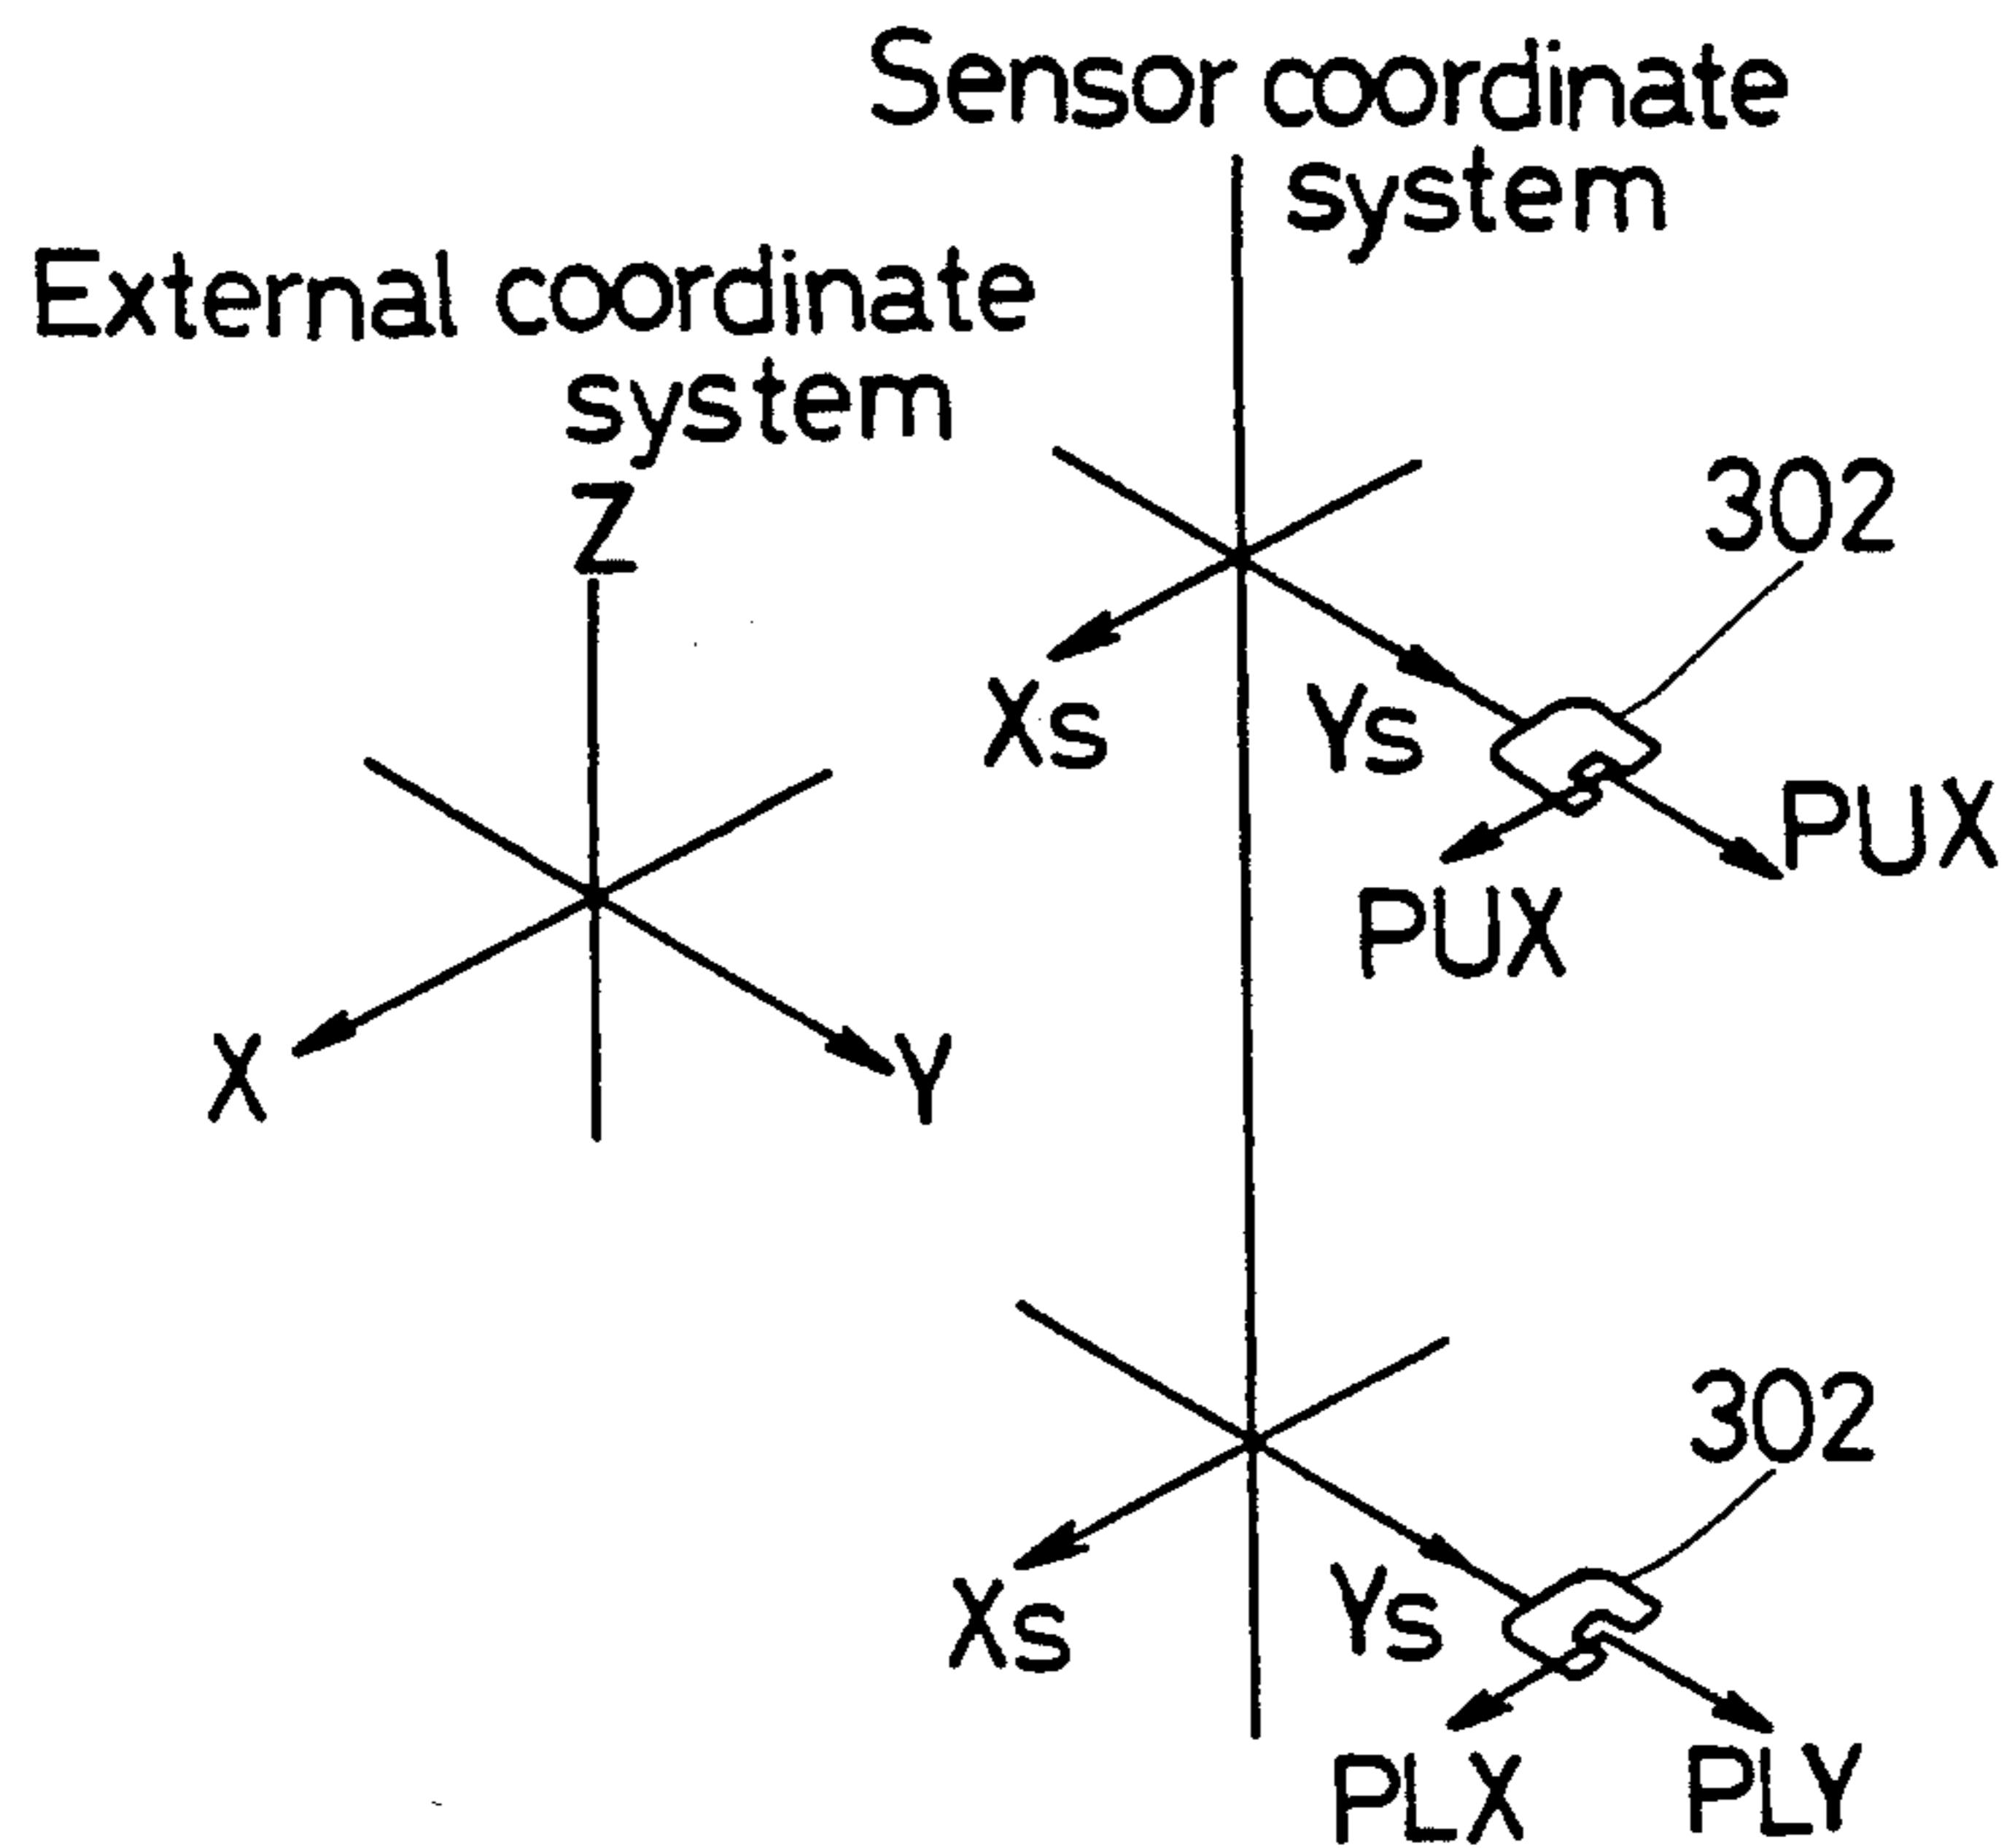 Sensor coordinate
system
External coordinate
system
Z
302
Xs
Ys
PUX
PUX
X
Y
302
Xs
Ys
PLX
PLY